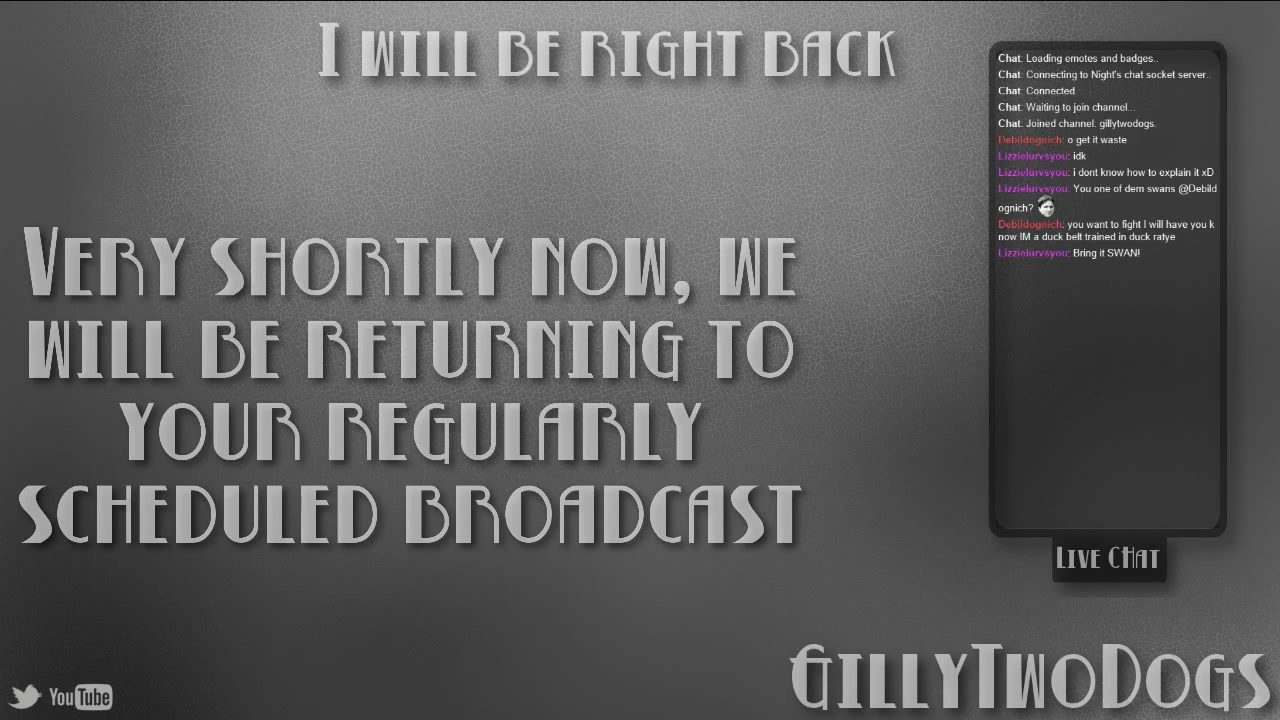 I will be right back
Very shortly now, we
will be returning to
your regularly
scheduled broadcast
Chat: Loading emotes and badges..
Chat: Connecting to Night's chat socket server..
Chat: Connected
Chat: Waiting to join channel...
Chat: Joined channel. gillytwodogs.
Debildognich: o get it waste
Lizzielurvsyou: idk
Lizzielurvsyou: i dont know how to explain it xD
Lizzielurvsyou: You one of dem swans @Debild
ognich?
Debildognich: you want to fight I will have you k
now IM a duck belt trained in duck ratye
Lizzielurvsyou: Bring it SWAN!
Live Chat
GillyTwoDogs
YouTube